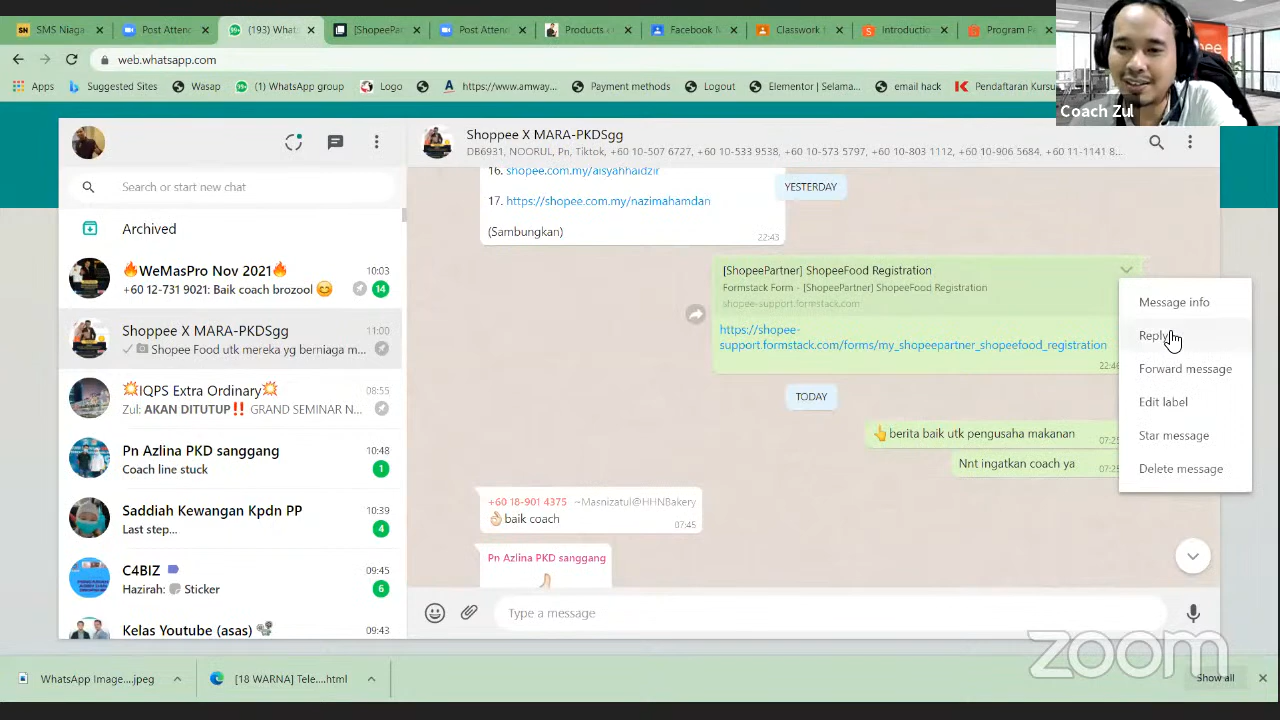 SMS Niaga
Post Attenc
(193) What
[ShopeePar
Post Attenc
Products
Facebook
Classwork
Introductio
Program P
web.whatsapp.com
Apps
Suggested Sites
Wasap
(1) WhatsApp group
Logo
https://www.amway...
Payment methods
Logout
Elementor | Selama...
email hack
Pendaftaran Kursus
Coach Zul
Shoppee X MARA-PKDSgg
DB6931, NOORUL, Pn, Tiktok, +60 10-507 6727, +60 10-533 9538, +60 10-573 5797, +60 10-803 1112, +60 10-906 5684, +60 11-1141 8...
Search or start new chat
Archived
🔥WeMasPro Nov 2021🔥
10:03
+60 12-731 9021: Baik coach brozool 😊
14
Shoppee X MARA-PKDSgg
11:00
Shopee Food utk mereka yg berniaga m...
💥IQPS Extra Ordinary💥
08:55
Zul: AKAN DITUTUP‼️ GRAND SEMINAR N...
Pn Azlina PKD sanggang
10:48
Coach line stuck
1
Saddiah Kewangan Kpdn PP
10:39
Last step...
4
C4BIZ
09:45
Hazirah: Sticker
6
Kelas Youtube (asas)
09:43
16. shopee.com.my/aisyahhaidzir
YESTERDAY
17. https://shopee.com.my/nazimahamdan
(Sambungkan)
22:43
[ShopeePartner] ShopeeFood Registration
Formstack Form - [ShopeePartner] ShopeeFood Registration
shopee-support.formstack.com
https://shopee-
support.formstack.com/forms/my_shopeepartner_shopeefood_registration
22:46
TODAY
👆berita baik utk pengusaha makanan
07:25
Nnt ingatkan coach ya
07:25
+60 18-901 4375 ~Masnizatul@HHNBakery
👌baik coach
07:45
Pn Azlina PKD sanggang
Message info
Reply
Forward message
Edit label
Star message
Delete message
Type a message
zoom
WhatsApp Image....jpeg
[18 WARNA] Tele....html
Show all